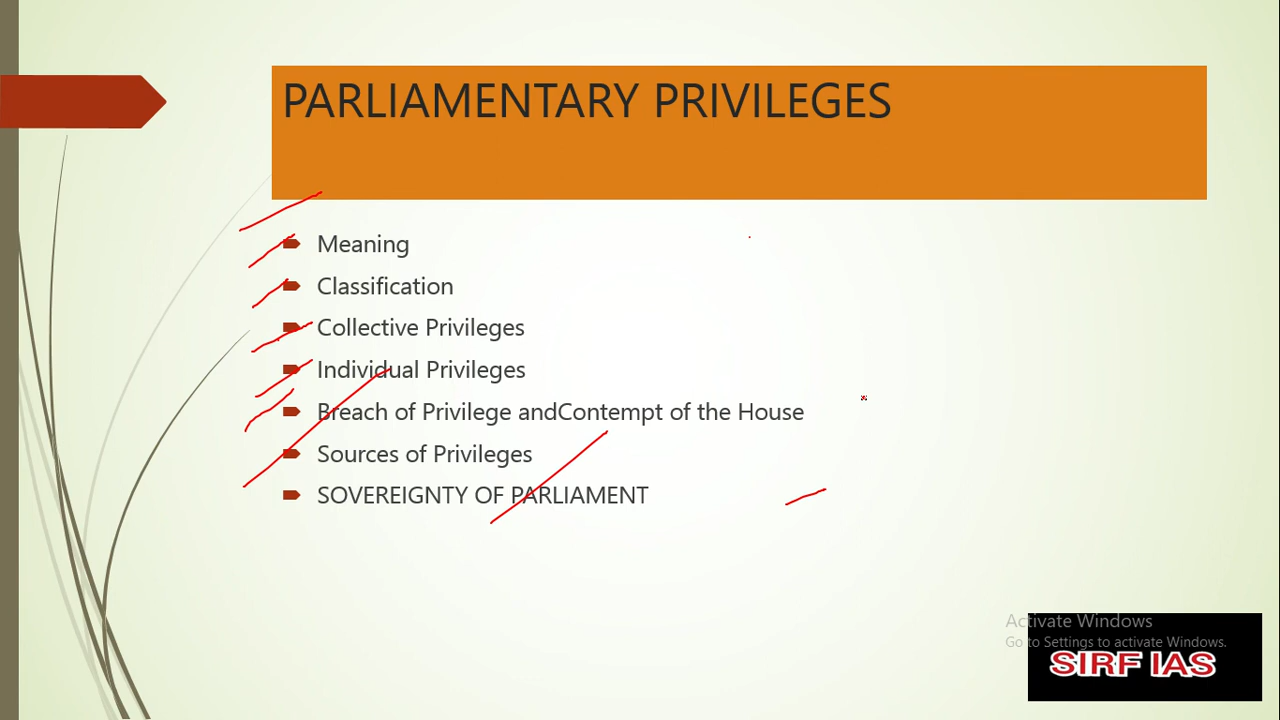 PARLIAMENTARY PRIVILEGES
Meaning
Classification
Collective Privileges
Individual Privileges
Breach of Privilege andContempt of the House
Sources of Privileges
SOVEREIGNTY OF PARLIAMENT
Activate Windows
Go to Settings to activate Windows.
SIRF IAS